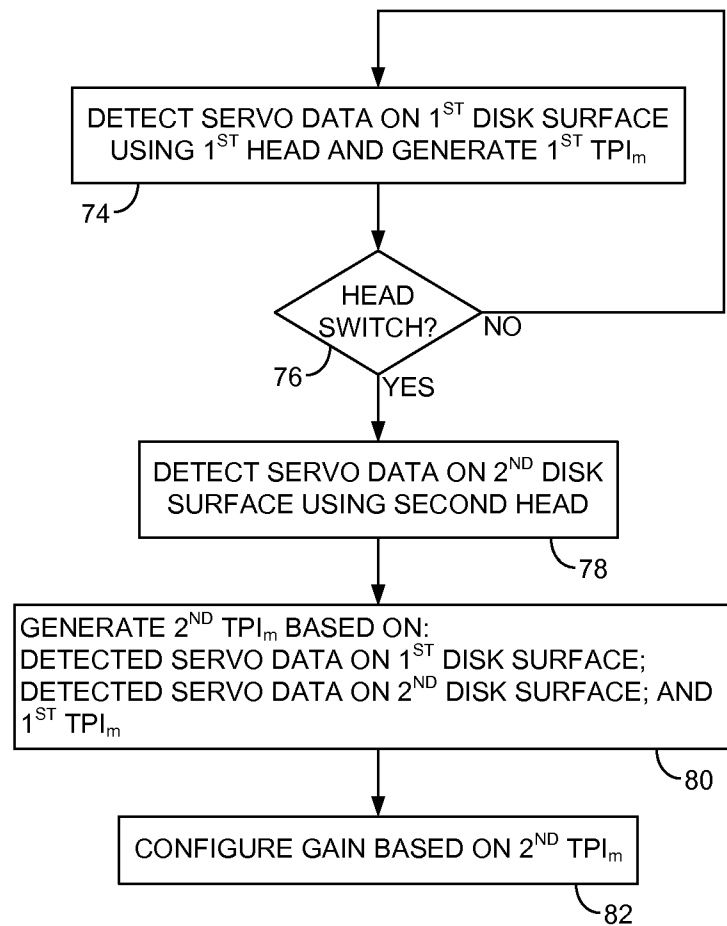 DETECT SERVO DATA ON 1ST DISK SURFACE
USING 1ST HEAD AND GENERATE 1ST TPIm
74
HEAD
SWITCH?
NO
76
YES
DETECT SERVO DATA ON 2ND DISK
SURFACE USING SECOND HEAD
78
GENERATE 2ND TPIm BASED ON:
DETECTED SERVO DATA ON 1ST DISK SURFACE;
DETECTED SERVO DATA ON 2ND DISK SURFACE; AND
1ST TPIm
80
CONFIGURE GAIN BASED ON 2ND TPIm
82